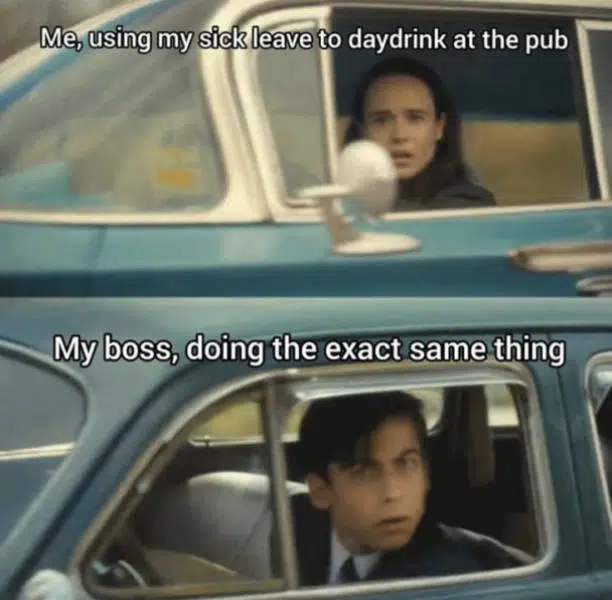 Me, using my sick leave to daydrink at the pub
My boss, doing the exact same thing